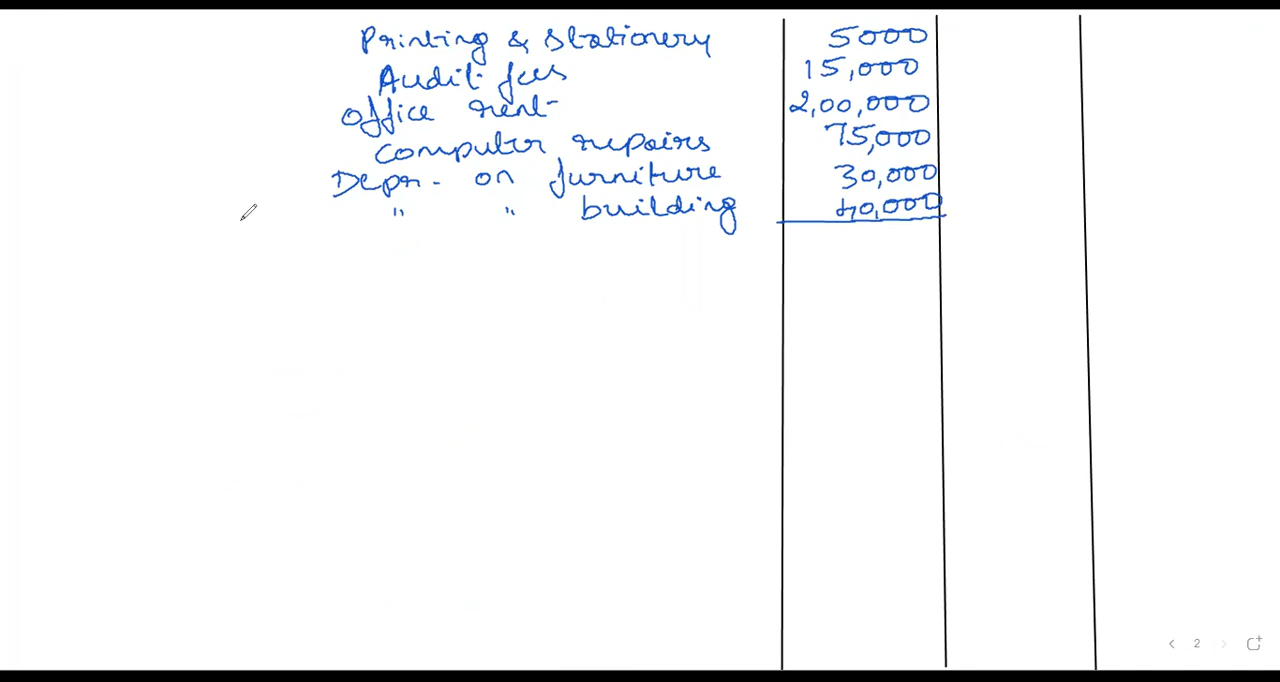 Printing & Stationery 5000
Audit fees 15,000
Office rent 2,00,000
Computer repairs 75,000
Depn. on furniture 30,000
" " building 40,000
< 2 >